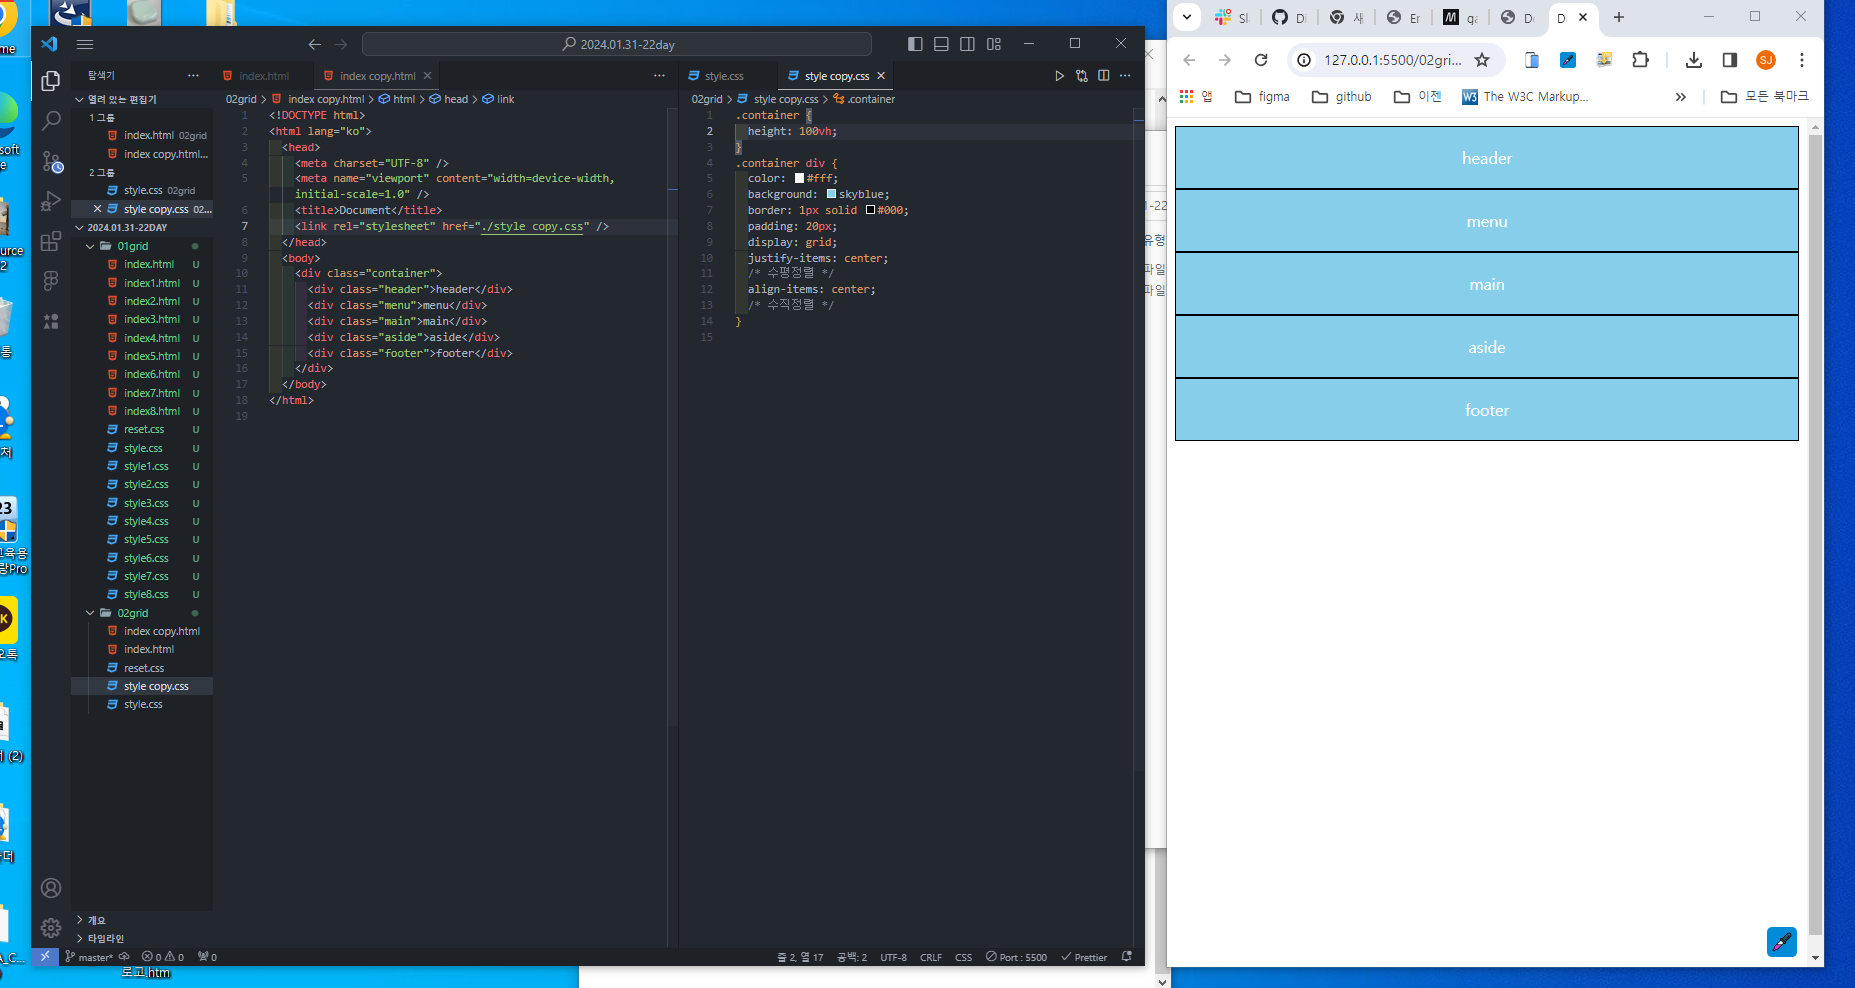 2024.01.31-22day
탐색기
열려 있는 편집기
1 그룹
index.html 02grid
index copy.html...
2 그룹
style.css 02grid
style copy.css 02...
2024.01.31-22DAY
01grid
index.html U
index1.html U
index2.html U
index3.html U
index4.html U
index5.html U
index6.html U
index7.html U
index8.html U
reset.css U
style.css U
style1.css U
style2.css U
style3.css U
style4.css U
style5.css U
style6.css U
style7.css U
style8.css U
02grid
index copy.html
index.html
reset.css
style copy.css
style.css
개요
타임라인
index.html
index copy.html
02grid > index copy.html > html > head > link
1 <!DOCTYPE html>
2 <html lang="ko">
3 <head>
4 <meta charset="UTF-8" />
5 <meta name="viewport" content="width=device-width,
initial-scale=1.0" />
6 <title>Document</title>
7 <link rel="stylesheet" href="./style copy.css" />
8 </head>
9 <body>
10 <div class="container">
11 <div class="header">header</div>
12 <div class="menu">menu</div>
13 <div class="main">main</div>
14 <div class="aside">aside</div>
15 <div class="footer">footer</div>
16 </div>
17 </body>
18 </html>
19
style.css
style copy.css
02grid > style copy.css > .container
1 .container {
2 height: 100vh;
3 }
4 .container div {
5 color: #fff;
6 background: skyblue;
7 border: 1px solid #000;
8 padding: 20px;
9 display: grid;
10 justify-items: center;
11 /* 수평정렬 */
12 align-items: center;
13 /* 수직정렬 */
14 }
15
master*
0 0
0
줄 2, 열 17
공백: 2
UTF-8
CRLF
CSS
Port : 5500
Prettier
로고.htm
127.0.0.1:5500/02gri...
SJ
앱
figma
github
이젠
W3 The W3C Markup...
모든 북마크
header
menu
main
aside
footer